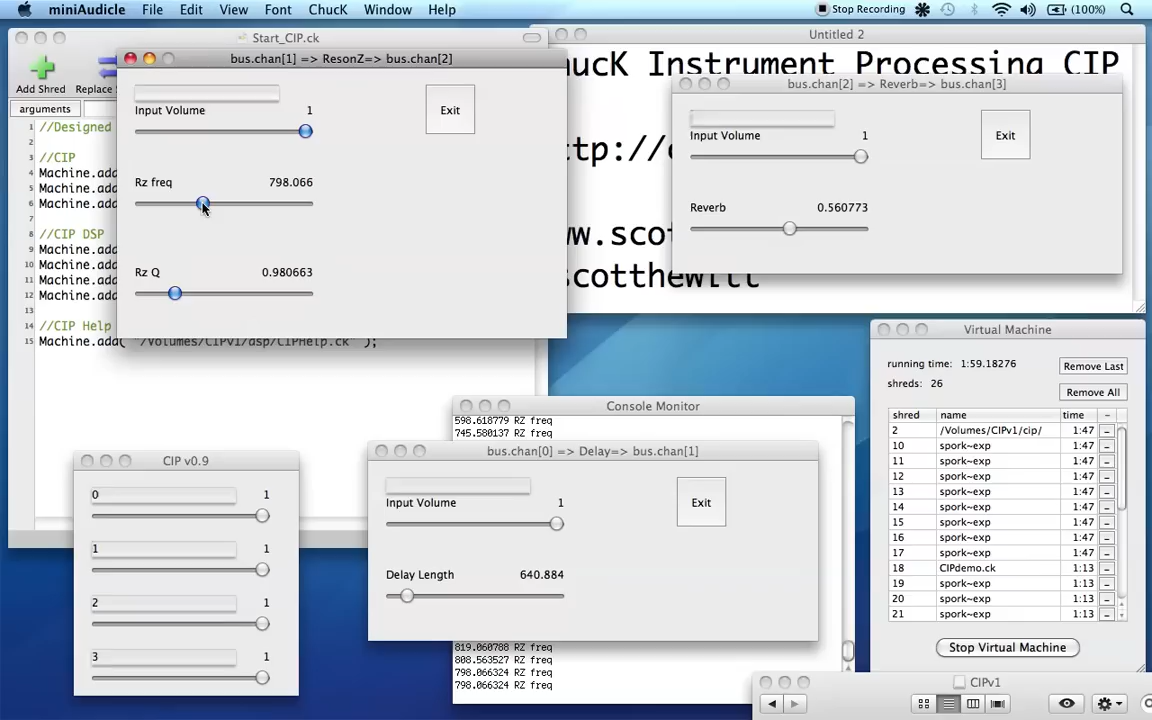 miniAudicle File Edit View Font ChucK Window Help
Stop Recording
(100%)
Start_CIP.ck
Add Shred
Replace
arguments
1 //Designed
2
3 //CIP
4 Machine.add
5 Machine.add
6 Machine.add
7
8 //CIP DSP
9 Machine.add
10 Machine.add
11 Machine.add
12 Machine.add
13
14 //CIP Help
15 Machine.add( "/Volumes/CIPv1/dsp/CIPHelp.ck" );
bus.chan[1] => ResonZ=> bus.chan[2]
Input Volume 1
Exit
Rz freq 798.066
Rz Q 0.980663
Untitled 2
Instrument Processing CIP
bus.chan[2] => Reverb=> bus.chan[3]
Input Volume 1
Exit
Reverb 0.560773
Virtual Machine
running time: 1:59.18276
Remove Last
shreds: 26
Remove All
shred name time -
2 /Volumes/CIPv1/cip/ 1:47 -
10 spork~exp 1:47 -
11 spork~exp 1:47 -
12 spork~exp 1:47 -
13 spork~exp 1:47 -
14 spork~exp 1:47 -
15 spork~exp 1:47 -
16 spork~exp 1:47 -
17 spork~exp 1:47 -
18 CIPdemo.ck 1:13 -
19 spork~exp 1:13 -
20 spork~exp 1:13 -
21 spork~exp 1:13 -
Stop Virtual Machine
Console Monitor
598.618779 RZ freq
745.580137 RZ freq
bus.chan[0] => Delay=> bus.chan[1]
Input Volume 1
Exit
Delay Length 640.884
819.060788 RZ freq
808.563527 RZ freq
798.066324 RZ freq
798.066324 RZ freq
CIP v0.9
0 1
1 1
2 1
3 1
CIPv1